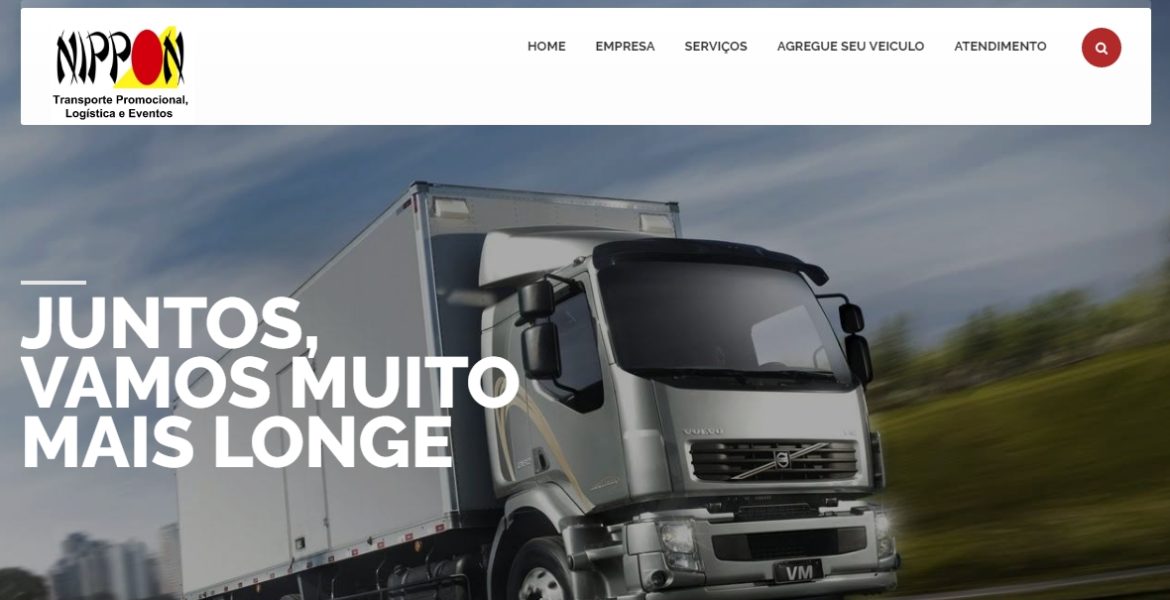 NIPPON
Transporte Promocional,
Logística e Eventos
HOME EMPRESA SERVIÇOS AGREGUE SEU VEICULO ATENDIMENTO
JUNTOS,
VAMOS MUITO
MAIS LONGE
VOLVO
VM